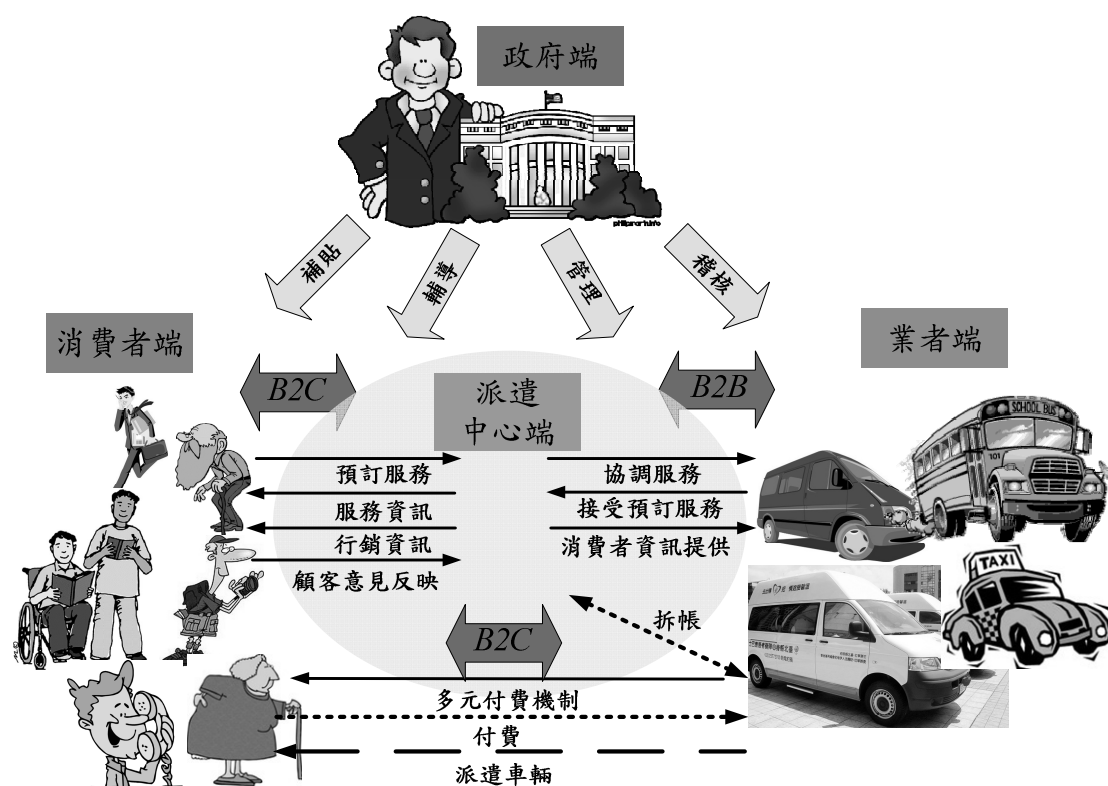 政府端
philipmartin.info
補貼
輔導
管理
稽核
消費者端
業者端
B2C
派遣
中心端
B2B
SCHOOL BUS
101
預訂服務
協調服務
服務資訊
接受預訂服務
行銷資訊
消費者資訊提供
顧客意見反映
TAXI
拆帳
B2C
多元付費機制
付費
派遣車輛